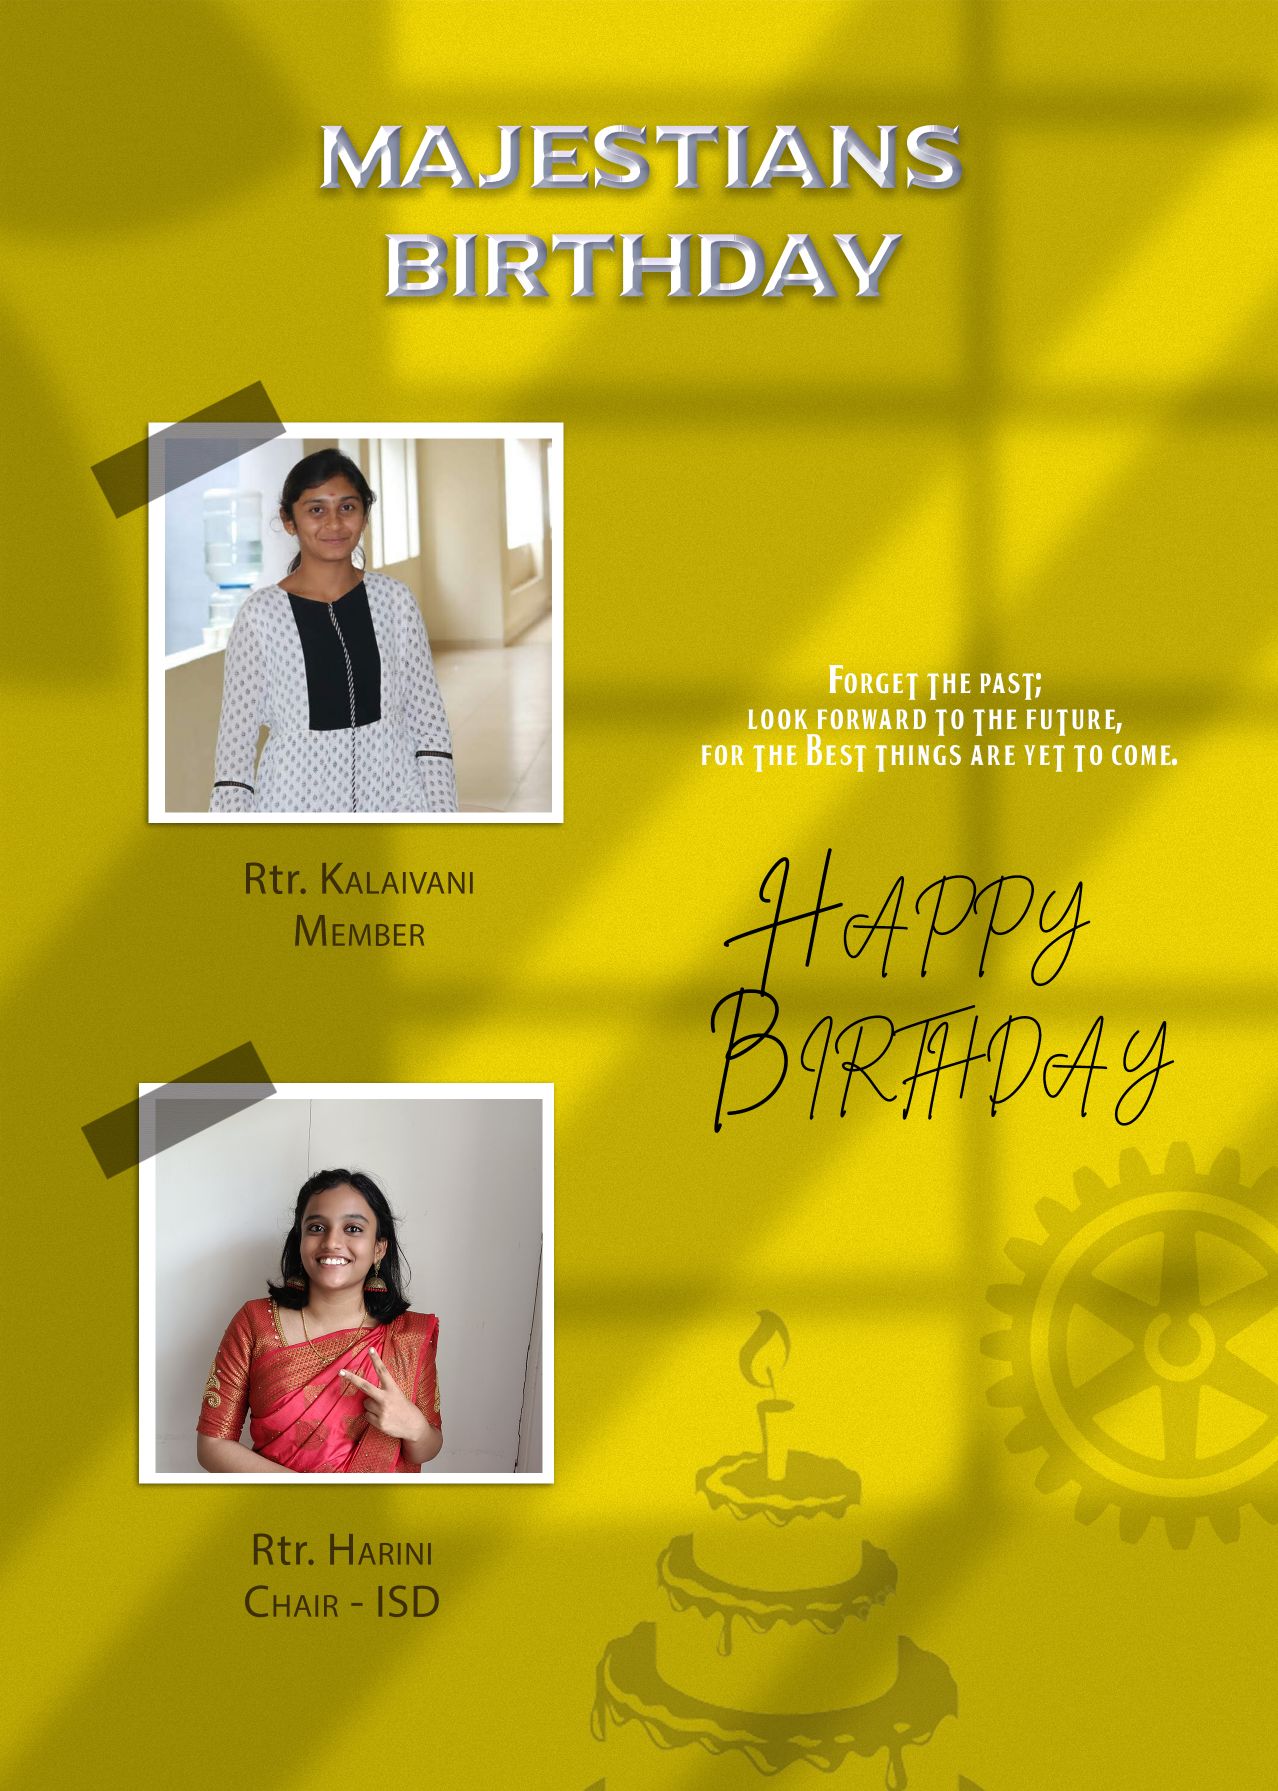 MAJESTIANS
BIRTHDAY
Rtr. Kalaivani
Member
Forget the past;
look forward to the future,
for the Best things are yet to come.
Happy
Birthday
Rtr. Harini
Chair - ISD